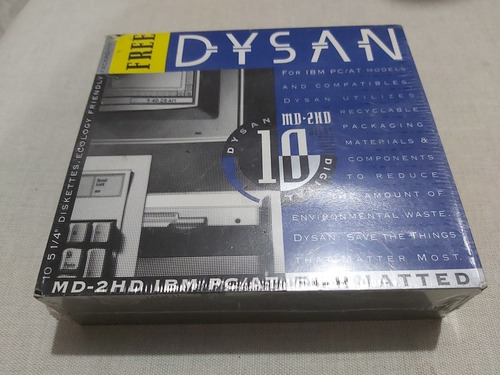 FREE
DYSAN
FOR IBM PC/AT MODELS
AND COMPATIBLES
DYSAN UTILIZES
RECYCLABLE
PACKAGING
MATERIALS &
COMPONENTS
TO REDUCE
THE AMOUNT OF
ENVIRONMENTAL WASTE.
DYSAN. SAVE THE THINGS
THAT MATTER MOST.
MD-2HD
DYSAN
10
10 5 1/4" DISKETTES/ECOLOGY FRIENDLY
MD-2HD IBM PC/AT FORMATTED